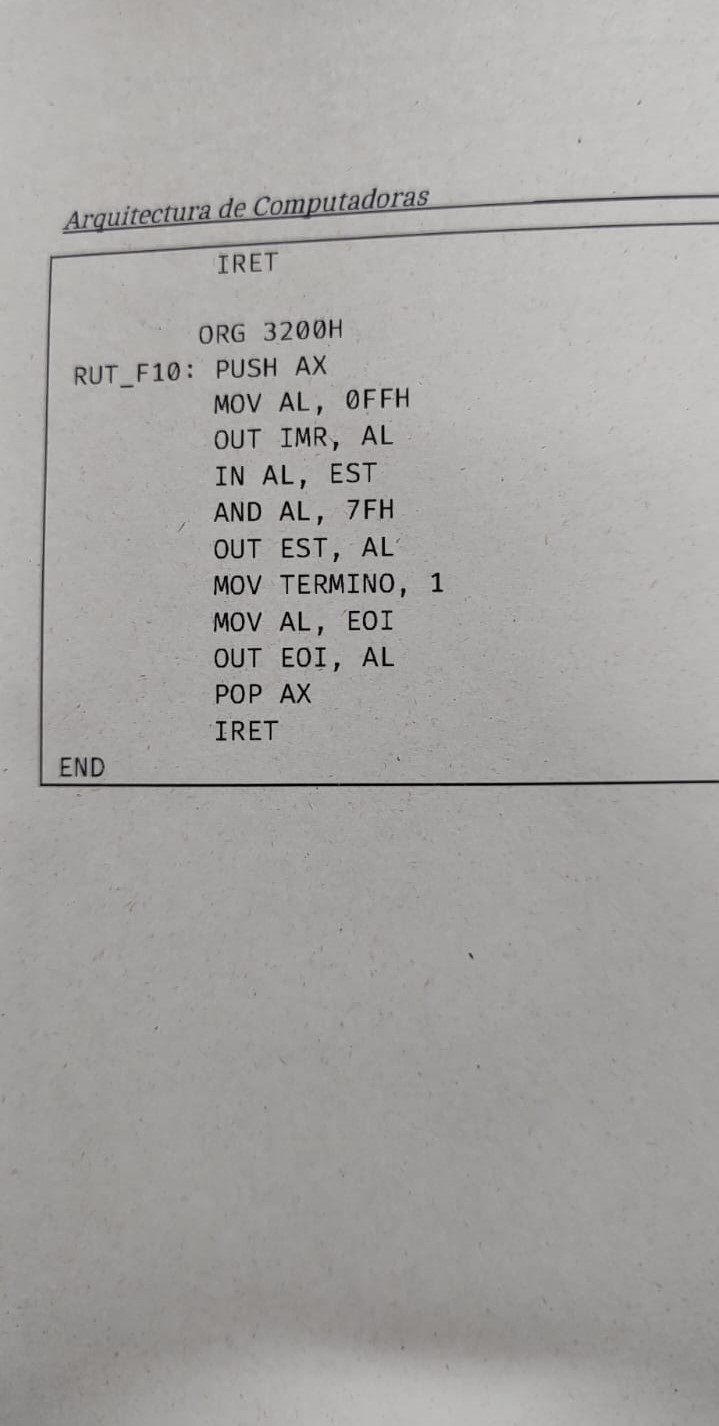 Arquitectura de Computadoras
IRET
ORG 3200H
RUT_F10: PUSH AX
MOV AL, 0FFH
OUT IMR, AL
IN AL, EST
AND AL, 7FH
OUT EST, AL
MOV TERMINO, 1
MOV AL, EOI
OUT EOI, AL
POP AX
IRET
END